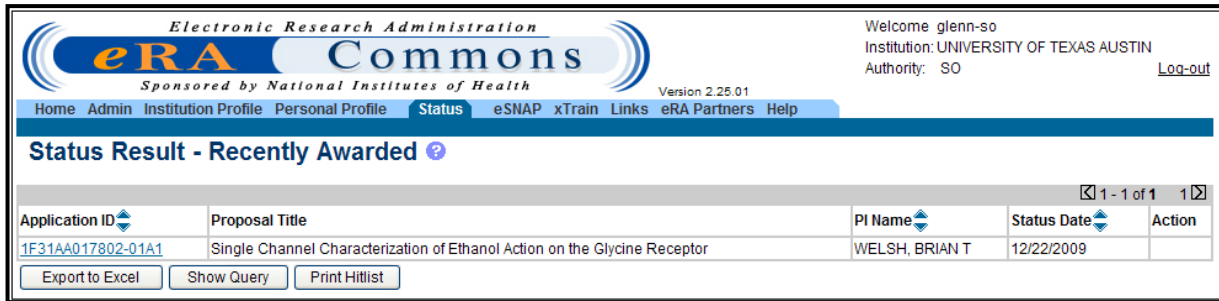 Electronic Research Administration
eRA Commons
Sponsored by National Institutes of Health
Version 2.25.01
Welcome glenn-so
Institution: UNIVERSITY OF TEXAS AUSTIN
Authority: SO
Log-out
Home Admin Institution Profile Personal Profile Status eSNAP xTrain Links eRA Partners Help
Status Result - Recently Awarded ?
1 - 1 of 1 1
Application ID Proposal Title PI Name Status Date Action
1F31AA017802-01A1 Single Channel Characterization of Ethanol Action on the Glycine Receptor WELSH, BRIAN T 12/22/2009
Export to Excel Show Query Print Hitlist